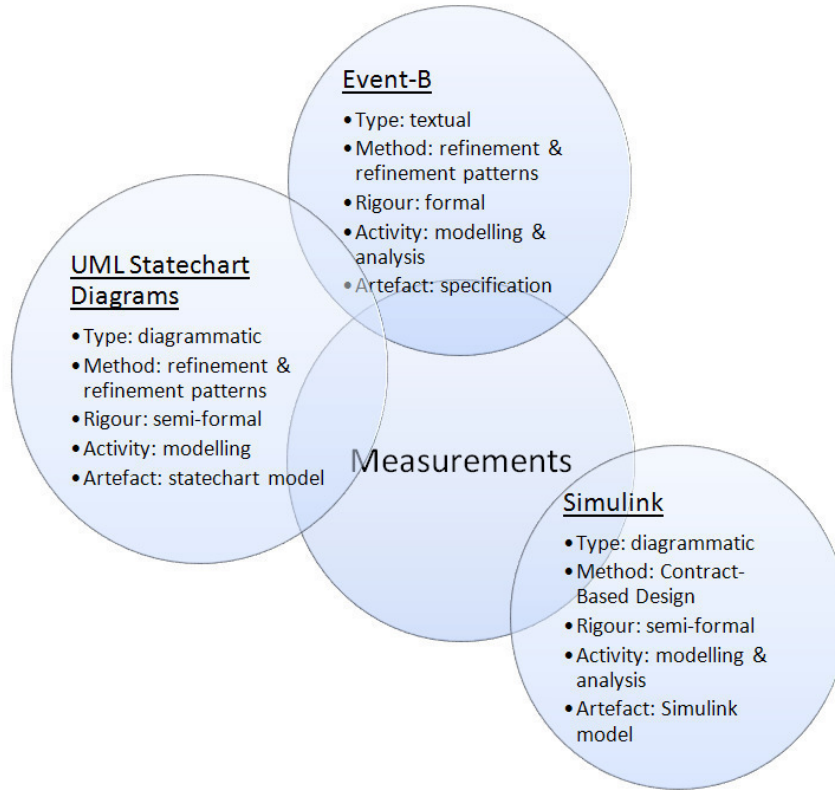 Event-B
•Type: textual
•Method: refinement &
refinement patterns
•Rigour: formal
•Activity: modelling &
analysis
•Artefact: specification
UML Statechart
Diagrams
•Type: diagrammatic
•Method: refinement &
refinement patterns
•Rigour: semi-formal
•Activity: modelling
•Artefact: statechart model
Measurements
Simulink
•Type: diagrammatic
•Method: Contract-
Based Design
•Rigour: semi-formal
•Activity: modelling &
analysis
•Artefact: Simulink
model